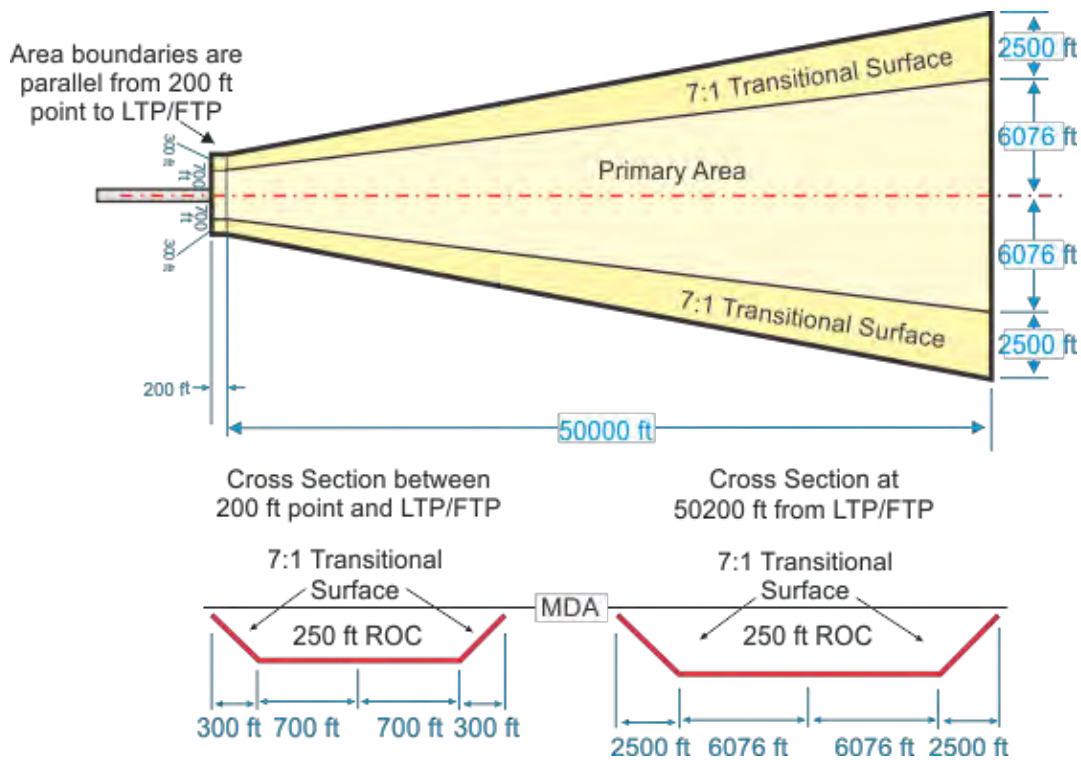 Area boundaries are
parallel from 200 ft
point to LTP/FTP
300 ft
700
ft
700
ft
300 ft
7:1 Transitional Surface
Primary Area
7:1 Transitional Surface
2500 ft
6076 ft
6076 ft
2500 ft
200 ft
50000 ft
Cross Section between
200 ft point and LTP/FTP
7:1 Transitional
Surface
250 ft ROC
300 ft
700 ft
700 ft
300 ft
MDA
Cross Section at
50200 ft from LTP/FTP
7:1 Transitional
Surface
250 ft ROC
2500 ft
6076 ft
6076 ft
2500 ft